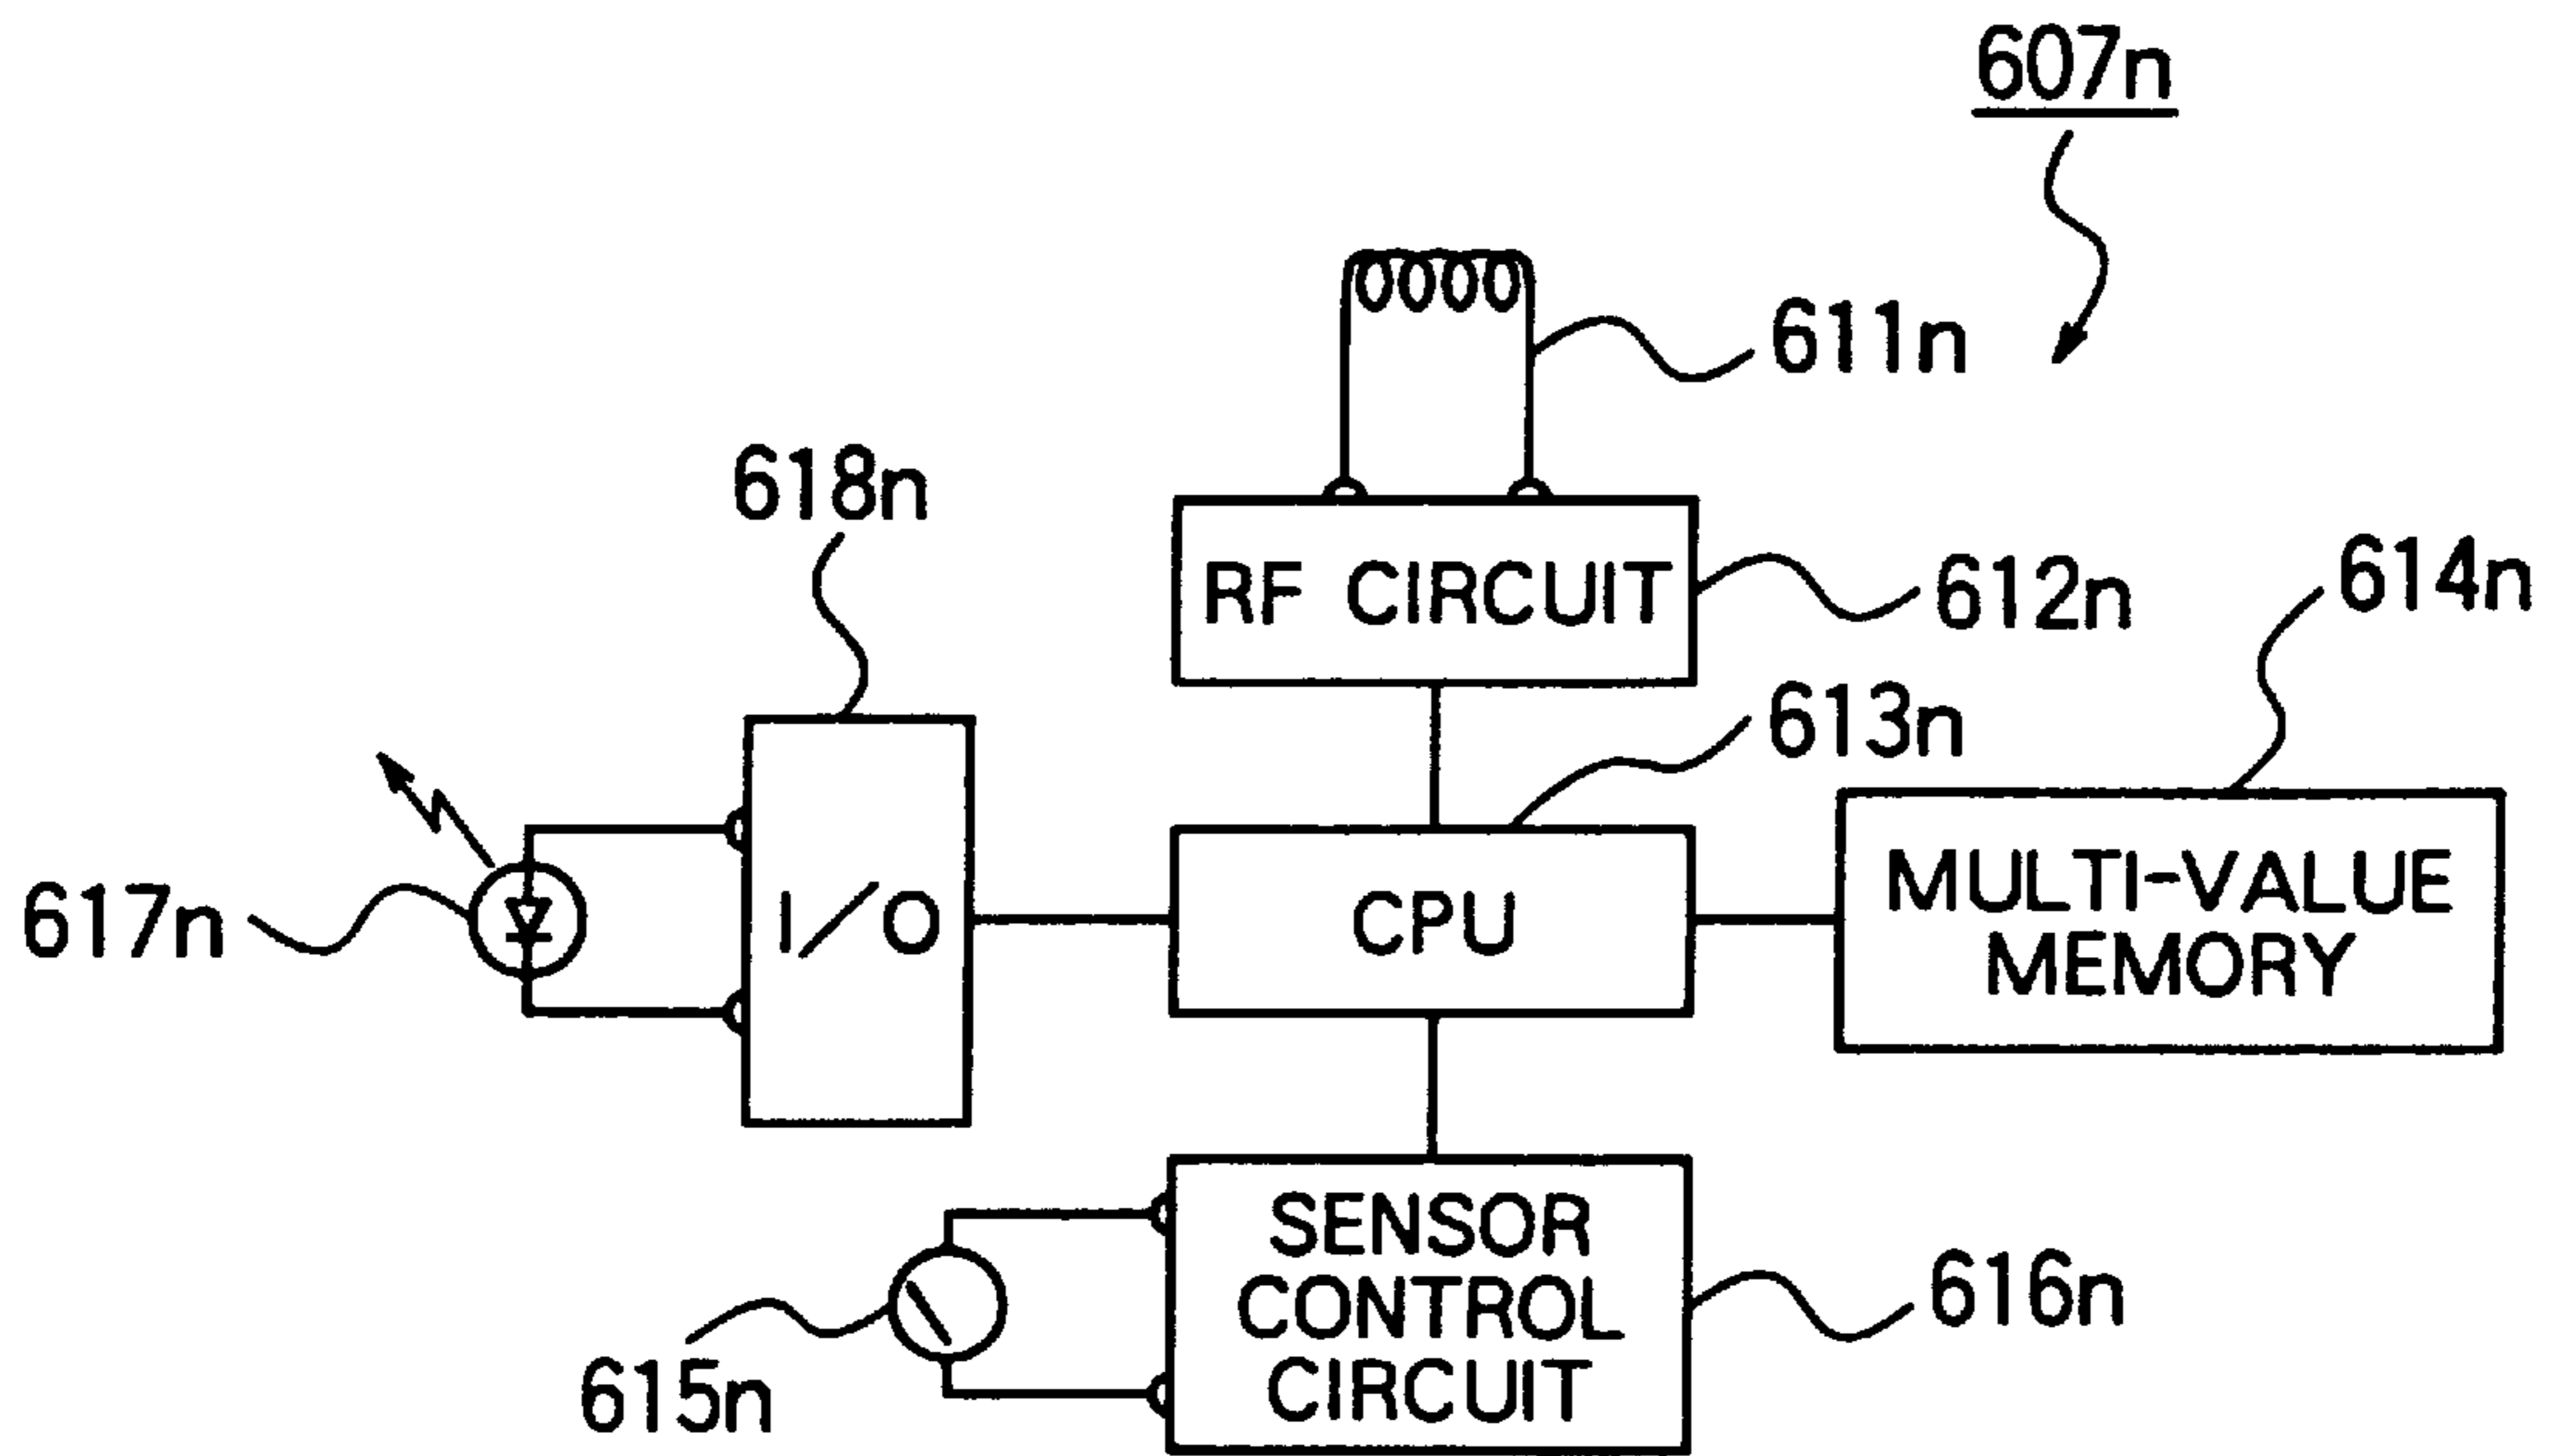 607n
611n
618n
RF CIRCUIT
612n
614n
613n
617n
I/O
CPU
MULTI-VALUE
MEMORY
SENSOR
CONTROL
CIRCUIT
616n
615n